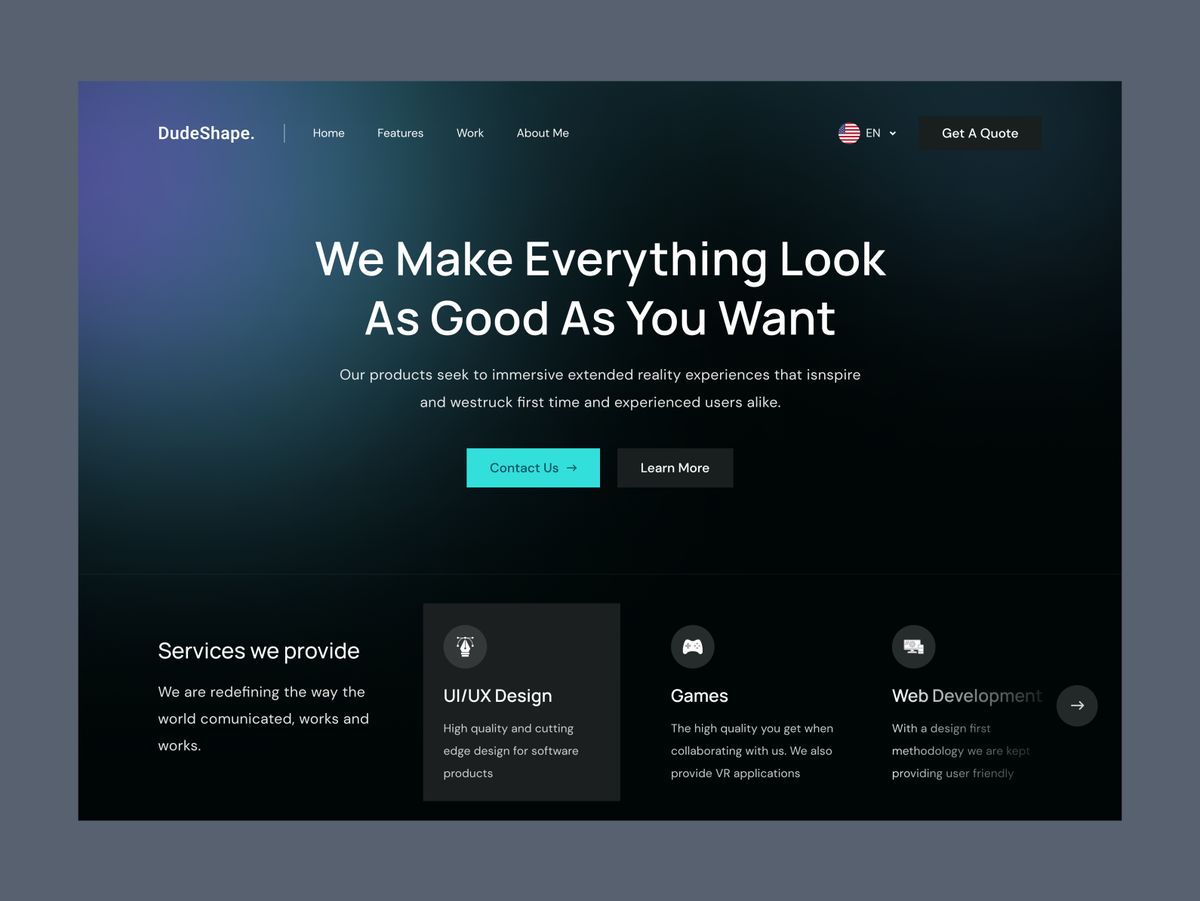 DudeShape.
Home
Features
Work
About Me
EN
Get A Quote
We Make Everything Look
As Good As You Want
Our products seek to immersive extended reality experiences that isnspire
and westruck first time and experienced users alike.
Contact Us →
Learn More
Services we provide
We are redefining the way the
world comunicated, works and
works.
UI/UX Design
High quality and cutting
edge design for software
products
Games
The high quality you get when
collaborating with us. We also
provide VR applications
Web Development
With a design first
methodology we are kept
providing user friendly